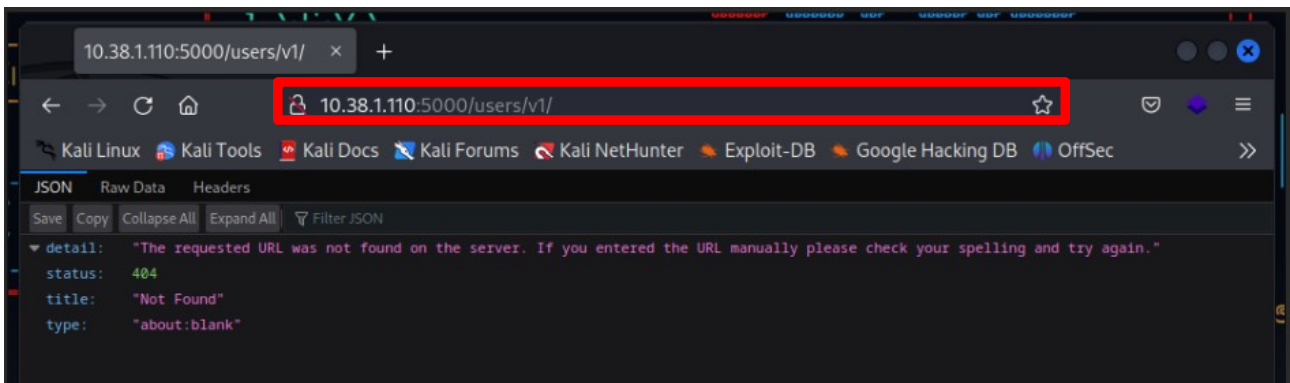 10.38.1.110:5000/users/v1/ × +
10.38.1.110:5000/users/v1/
Kali Linux Kali Tools Kali Docs Kali Forums Kali NetHunter Exploit-DB Google Hacking DB OffSec
JSON Raw Data Headers
Save Copy Collapse All Expand All Filter JSON
detail: "The requested URL was not found on the server. If you entered the URL manually please check your spelling and try again."
status: 404
title: "Not Found"
type: "about:blank"